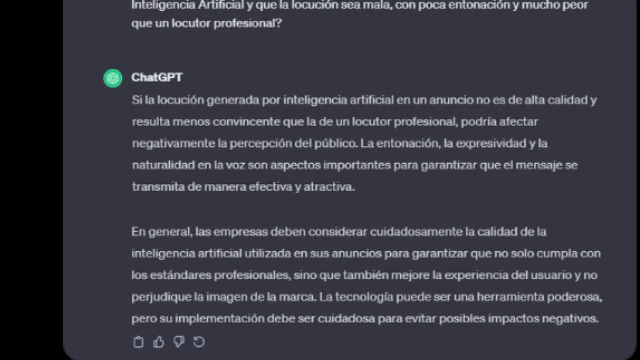 Inteligencia Artificial y que la locución sea mala, con poca entonación y mucho peor
que un locutor profesional?
ChatGPT
Si la locución generada por inteligencia artificial en un anuncio no es de alta calidad y
resulta menos convincente que la de un locutor profesional, podría afectar
negativamente la percepción del público. La entonación, la expresividad y la
naturalidad en la voz son aspectos importantes para garantizar que el mensaje se
transmita de manera efectiva y atractiva.
En general, las empresas deben considerar cuidadosamente la calidad de la
inteligencia artificial utilizada en sus anuncios para garantizar que no solo cumpla con
los estándares profesionales, sino que también mejore la experiencia del usuario y no
perjudique la imagen de la marca. La tecnología puede ser una herramienta poderosa,
pero su implementación debe ser cuidadosa para evitar posibles impactos negativos.